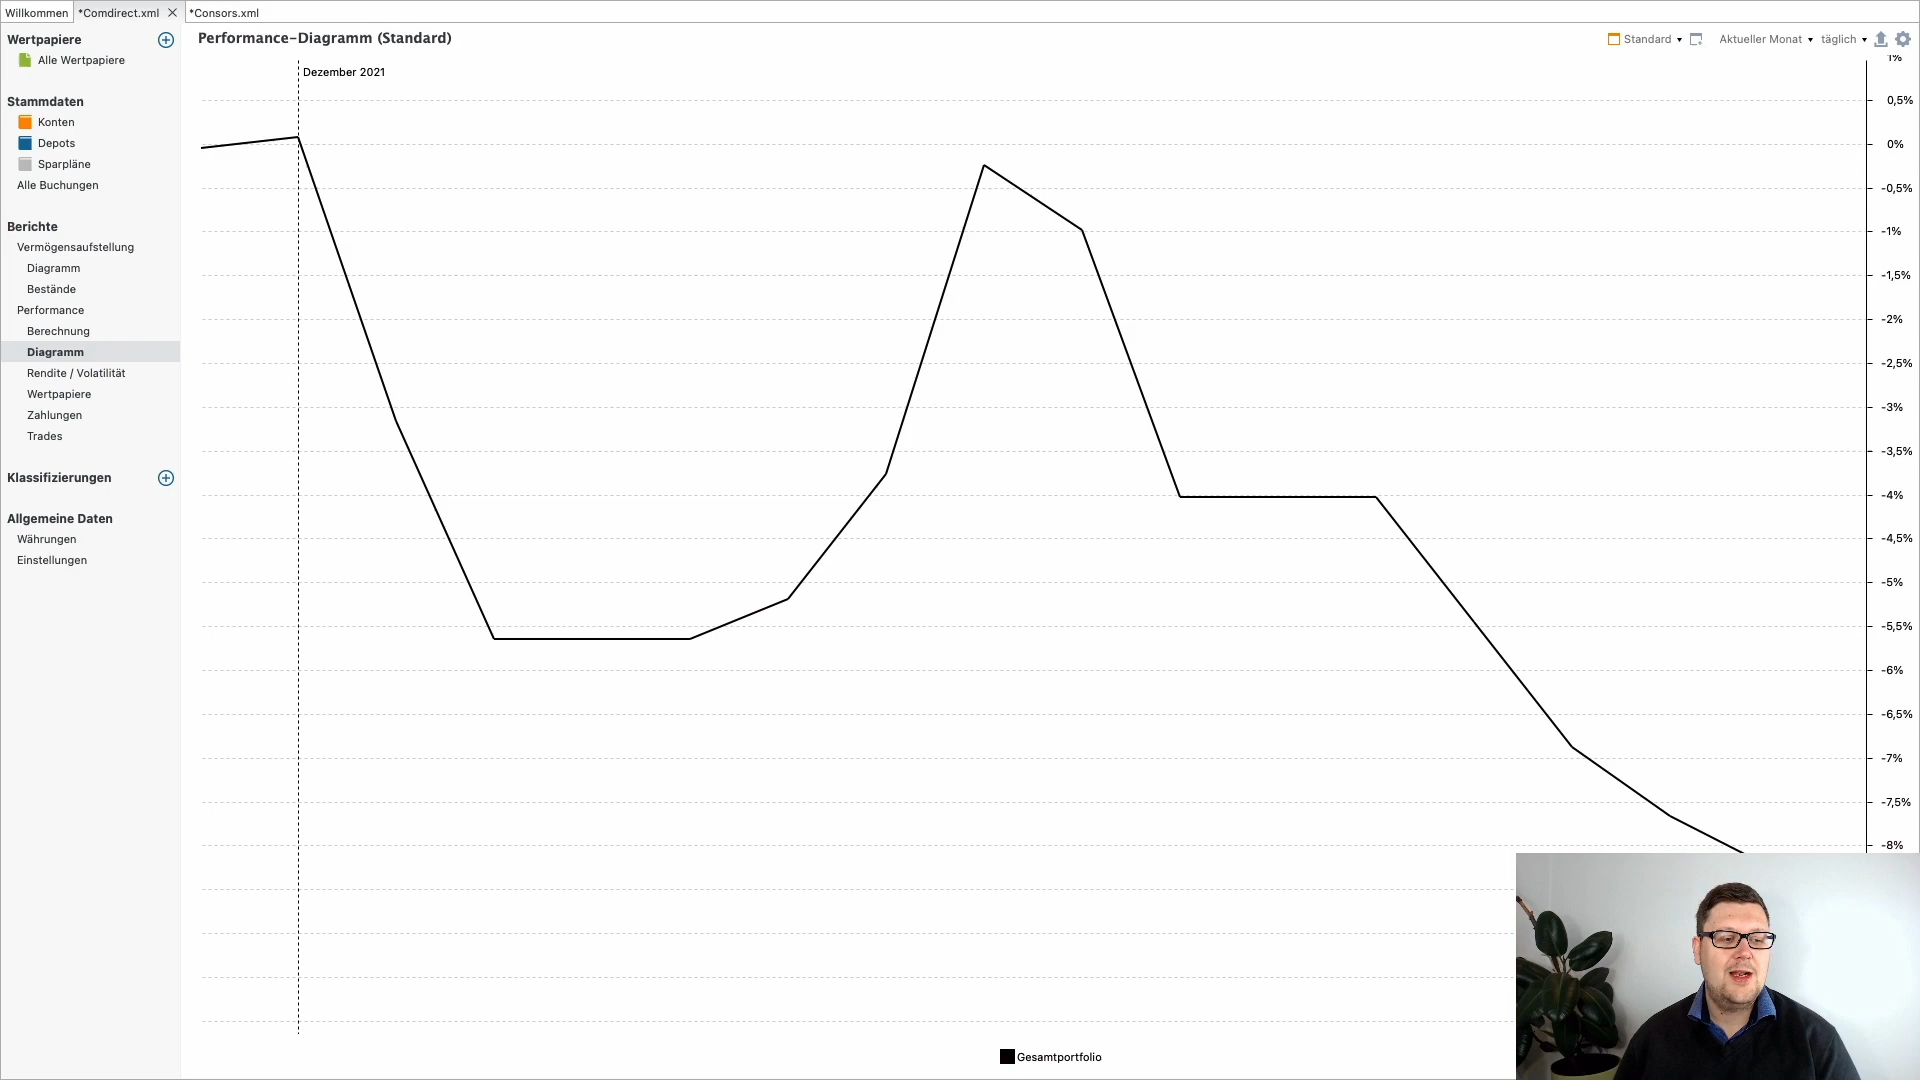 Willkommen *Comdirect.xml *Consors.xml
Wertpapiere
Alle Wertpapiere
Stammdaten
Konten
Depots
Sparpläne
Alle Buchungen
Berichte
Vermögensaufstellung
Diagramm
Bestände
Performance
Berechnung
Diagramm
Rendite / Volatilität
Wertpapiere
Zahlungen
Trades
Klassifizierungen
Allgemeine Daten
Währungen
Einstellungen
Performance-Diagramm (Standard)
Standard Aktueller Monat täglich
Dezember 2021
1%
0,5%
0%
-0,5%
-1%
-1,5%
-2%
-2,5%
-3%
-3,5%
-4%
-4,5%
-5%
-5,5%
-6%
-6,5%
-7%
-7,5%
-8%
Gesamtportfolio